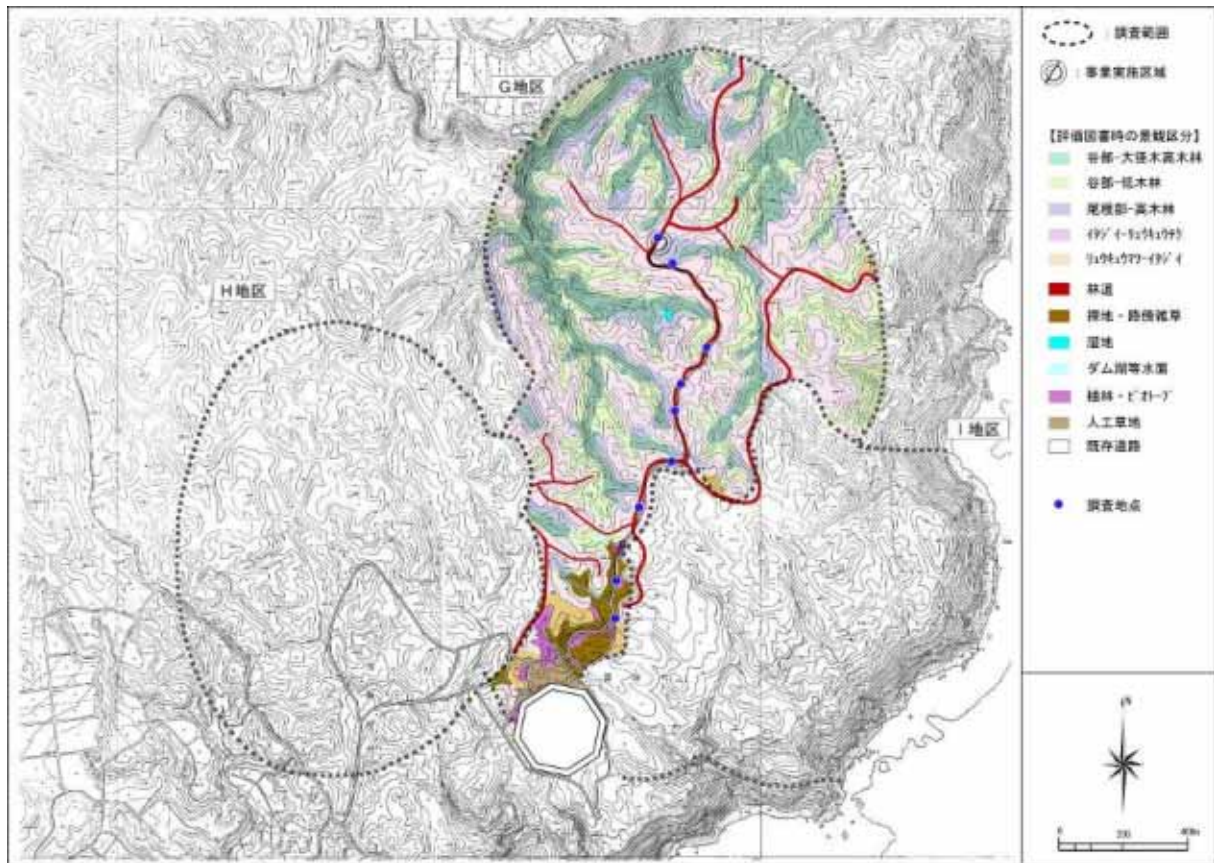 G地区
H地区
I地区
: 調査範囲
: 事業実施区域
【評価図書時の景観区分】
谷部-大径木高木林
谷部-低木林
尾根部-高木林
イタジイーリュウキュウチク
リュウキュウマツーイタジイ
林道
裸地・路傍雑草
湿地
ダム湖等水面
植林・ビオトープ
人工草地
既存道路
調査地点
0 200 400m